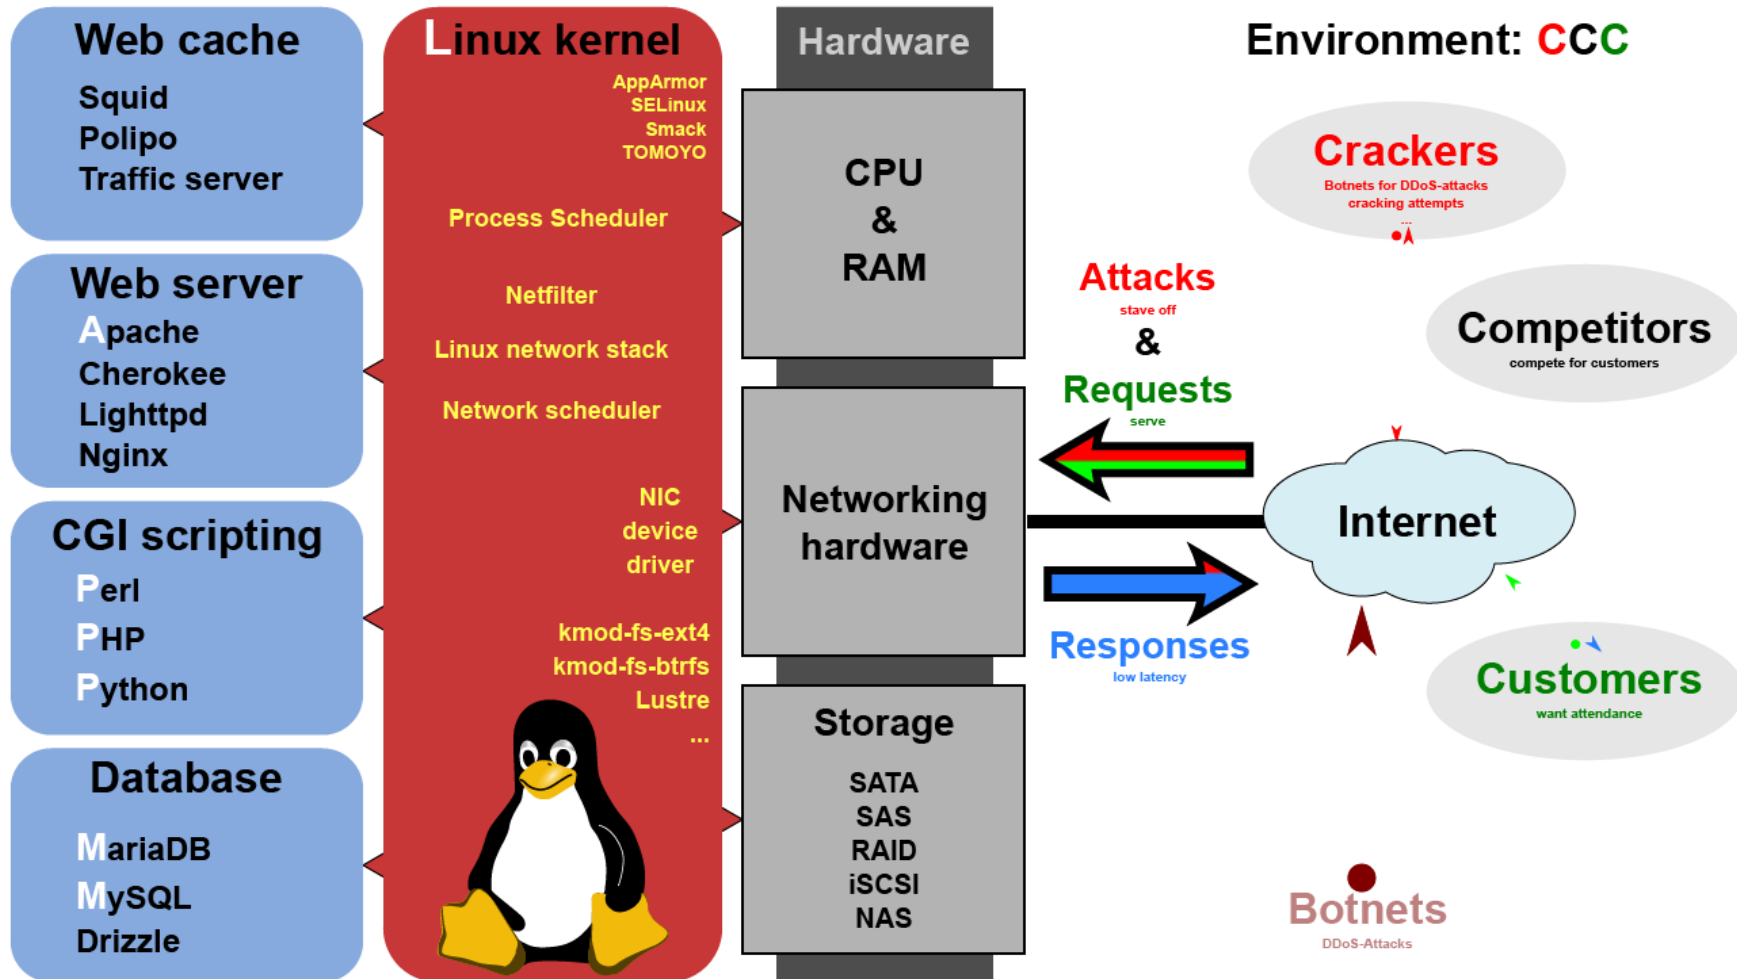 Web cache
Squid
Polipo
Traffic server
Web server
Apache
Cherokee
Lighttpd
Nginx
CGI scripting
Perl
PHP
Python
Database
MariaDB
MySQL
Drizzle
Linux kernel
AppArmor
SELinux
Smack
TOMOYO
Process Scheduler
Netfilter
Linux network stack
Network scheduler
NIC
device
driver
kmod-fs-ext4
kmod-fs-btrfs
Lustre
...
Hardware
CPU
&
RAM
Networking
hardware
Storage
SATA
SAS
RAID
iSCSI
NAS
Environment: CCC
Crackers
Botnets for DDoS-attacks
cracking attempts
...
Attacks
stave off
&
Requests
serve
Competitors
compete for customers
Internet
Responses
low latency
Customers
want attendance
Botnets
DDoS-Attacks